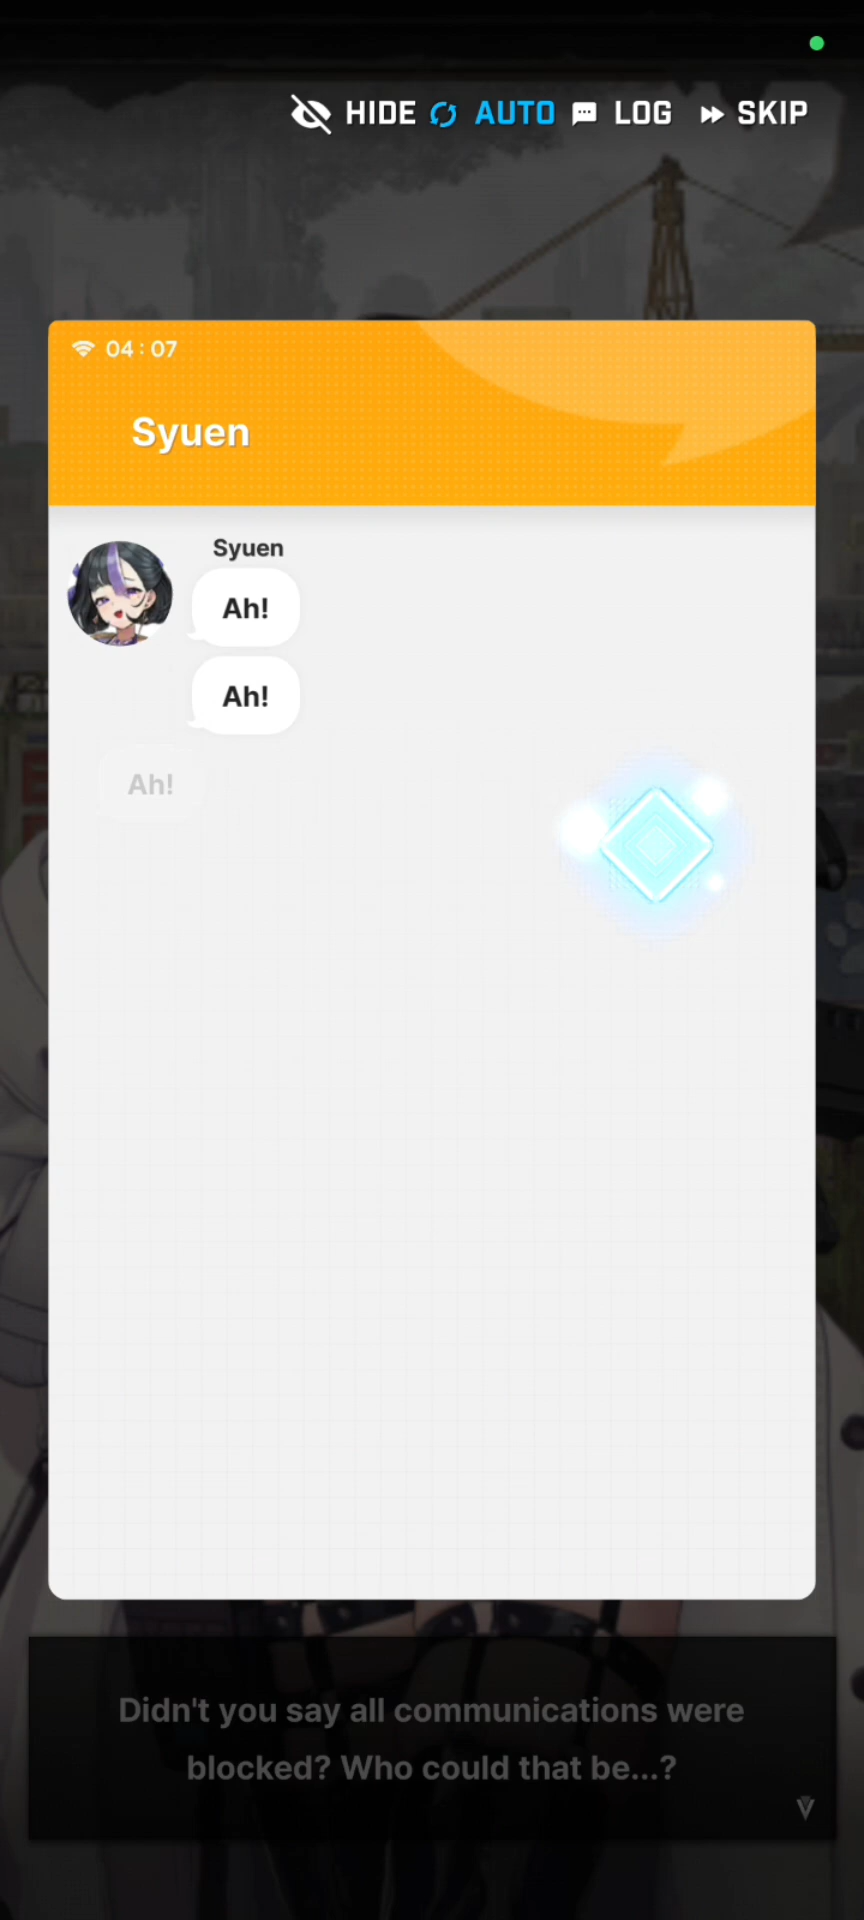 HIDE AUTO LOG SKIP
04:07
Syuen
Syuen
Ah!
Ah!
Ah!
Didn't you say all communications were
blocked? Who could that be...?